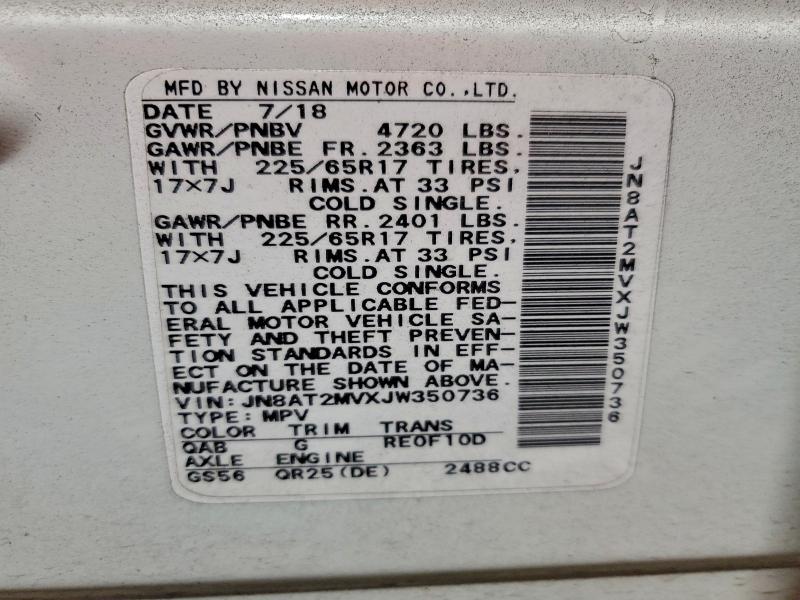 MFD BY NISSAN MOTOR CO.,LTD.
DATE 7/18
GVWR/PNBV 4720 LBS.
GAWR/PNBE FR. 2363 LBS.
WITH 225/65R17 TIRES,
17×7J RIMS.AT 33 PSI
COLD SINGLE.
GAWR/PNBE RR. 2401 LBS.
WITH 225/65R17 TIRES,
17×7J RIMS.AT 33 PSI
COLD SINGLE.
THIS VEHICLE CONFORMS
TO ALL APPLICABLE FED-
ERAL MOTOR VEHICLE SA-
FETY AND THEFT PREVEN-
TION STANDARDS IN EFF-
ECT ON THE DATE OF MA-
NUFACTURE SHOWN ABOVE.
VIN: JN8AT2MVXJW350736
TYPE: MPV
COLOR TRIM TRANS
QAB G RE0F10D
AXLE ENGINE
GS56 QR25(DE) 2488CC
JN8AT2MVXJW350736